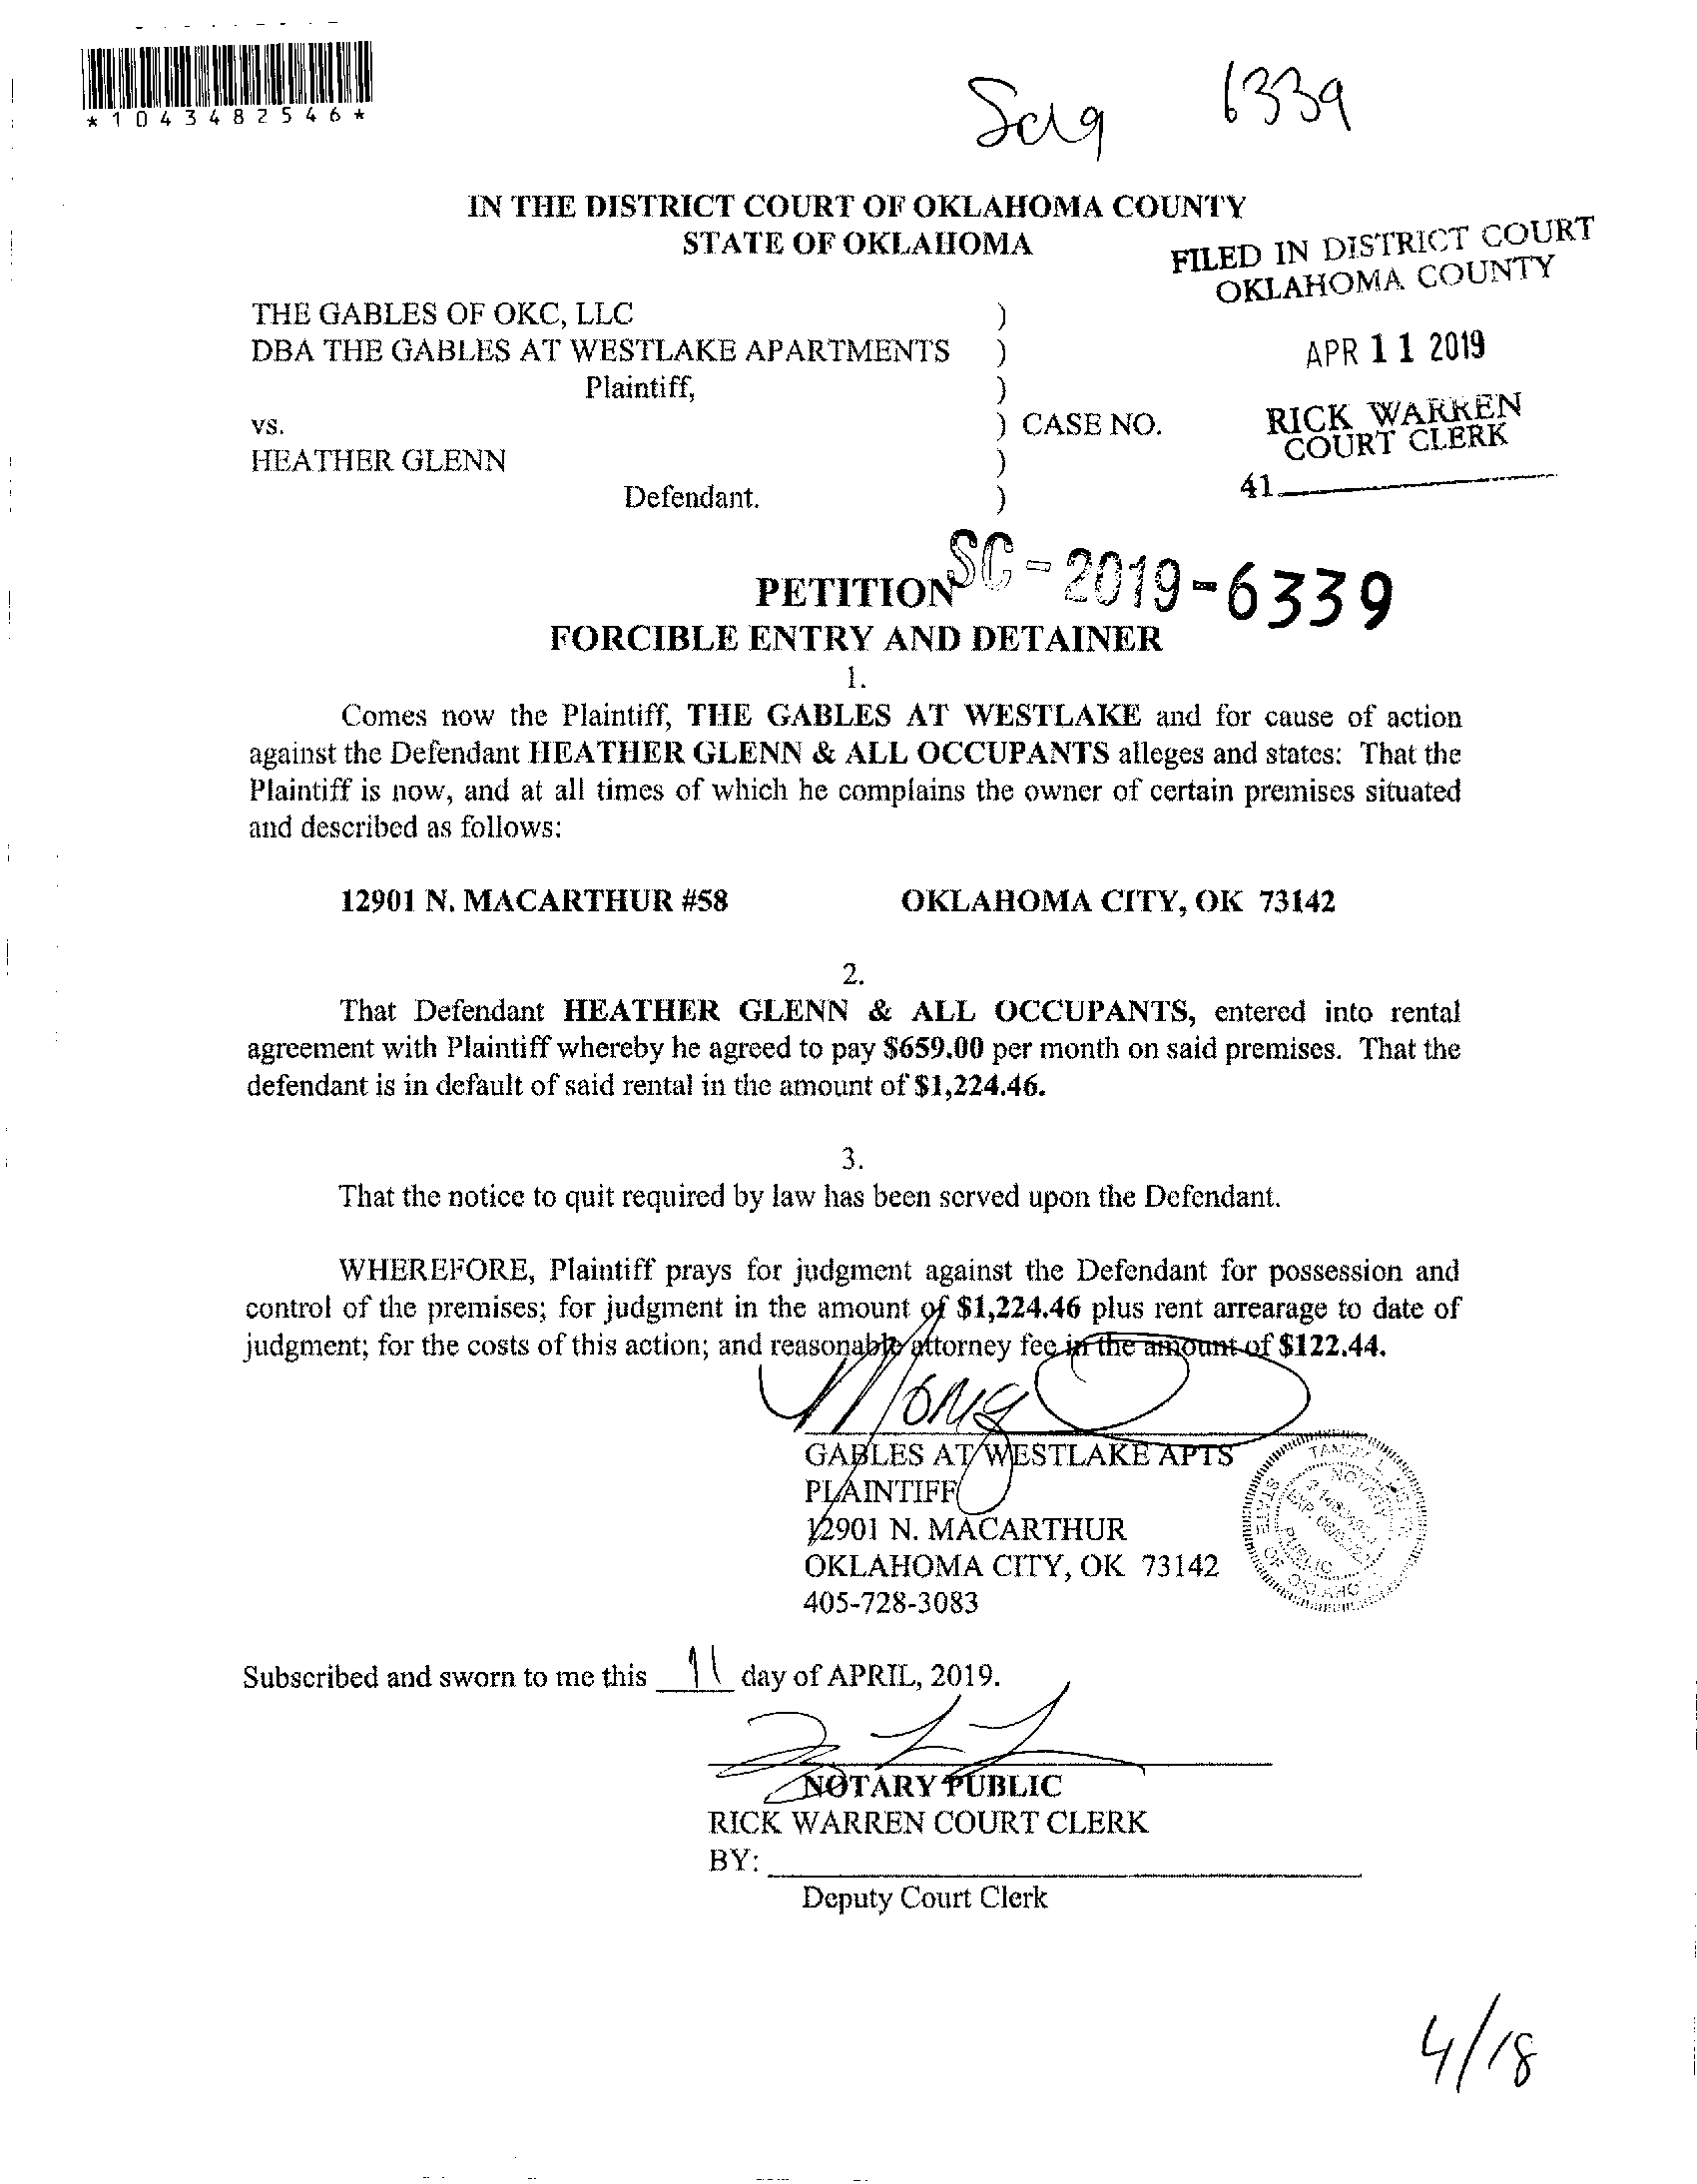 *1043482546*
SC19 6339
IN THE DISTRICT COURT OF OKLAHOMA COUNTY
STATE OF OKLAHOMA
FILED IN DISTRICT COURT
OKLAHOMA COUNTY
THE GABLES OF OKC, LLC )
DBA THE GABLES AT WESTLAKE APARTMENTS )
APR 11 2019
Plaintiff, )
vs. ) CASE NO.
RICK WARREN
COURT CLERK
HEATHER GLENN )
41
Defendant. )
SC-2019-6339
PETITION
FORCIBLE ENTRY AND DETAINER
1.
Comes now the Plaintiff, THE GABLES AT WESTLAKE and for cause of action
against the Defendant HEATHER GLENN & ALL OCCUPANTS alleges and states: That the
Plaintiff is now, and at all times of which he complains the owner of certain premises situated
and described as follows:
12901 N. MACARTHUR #58 OKLAHOMA CITY, OK 73142
2.
That Defendant HEATHER GLENN & ALL OCCUPANTS, entered into rental
agreement with Plaintiff whereby he agreed to pay $659.00 per month on said premises. That the
defendant is in default of said rental in the amount of $1,224.46.
3.
That the notice to quit required by law has been served upon the Defendant.
WHEREFORE, Plaintiff prays for judgment against the Defendant for possession and
control of the premises; for judgment in the amount of $1,224.46 plus rent arrearage to date of
judgment; for the costs of this action; and reasonable attorney fee in the amount of $122.44.
GABLES AT WESTLAKE APTS
PLAINTIFF
12901 N. MACARTHUR
OKLAHOMA CITY, OK 73142
405-728-3083
NOTARY
PUBLIC
STATE OF
Subscribed and sworn to me this 11 day of APRIL, 2019.
NOTARY PUBLIC
RICK WARREN COURT CLERK
BY:
Deputy Court Clerk
4/18